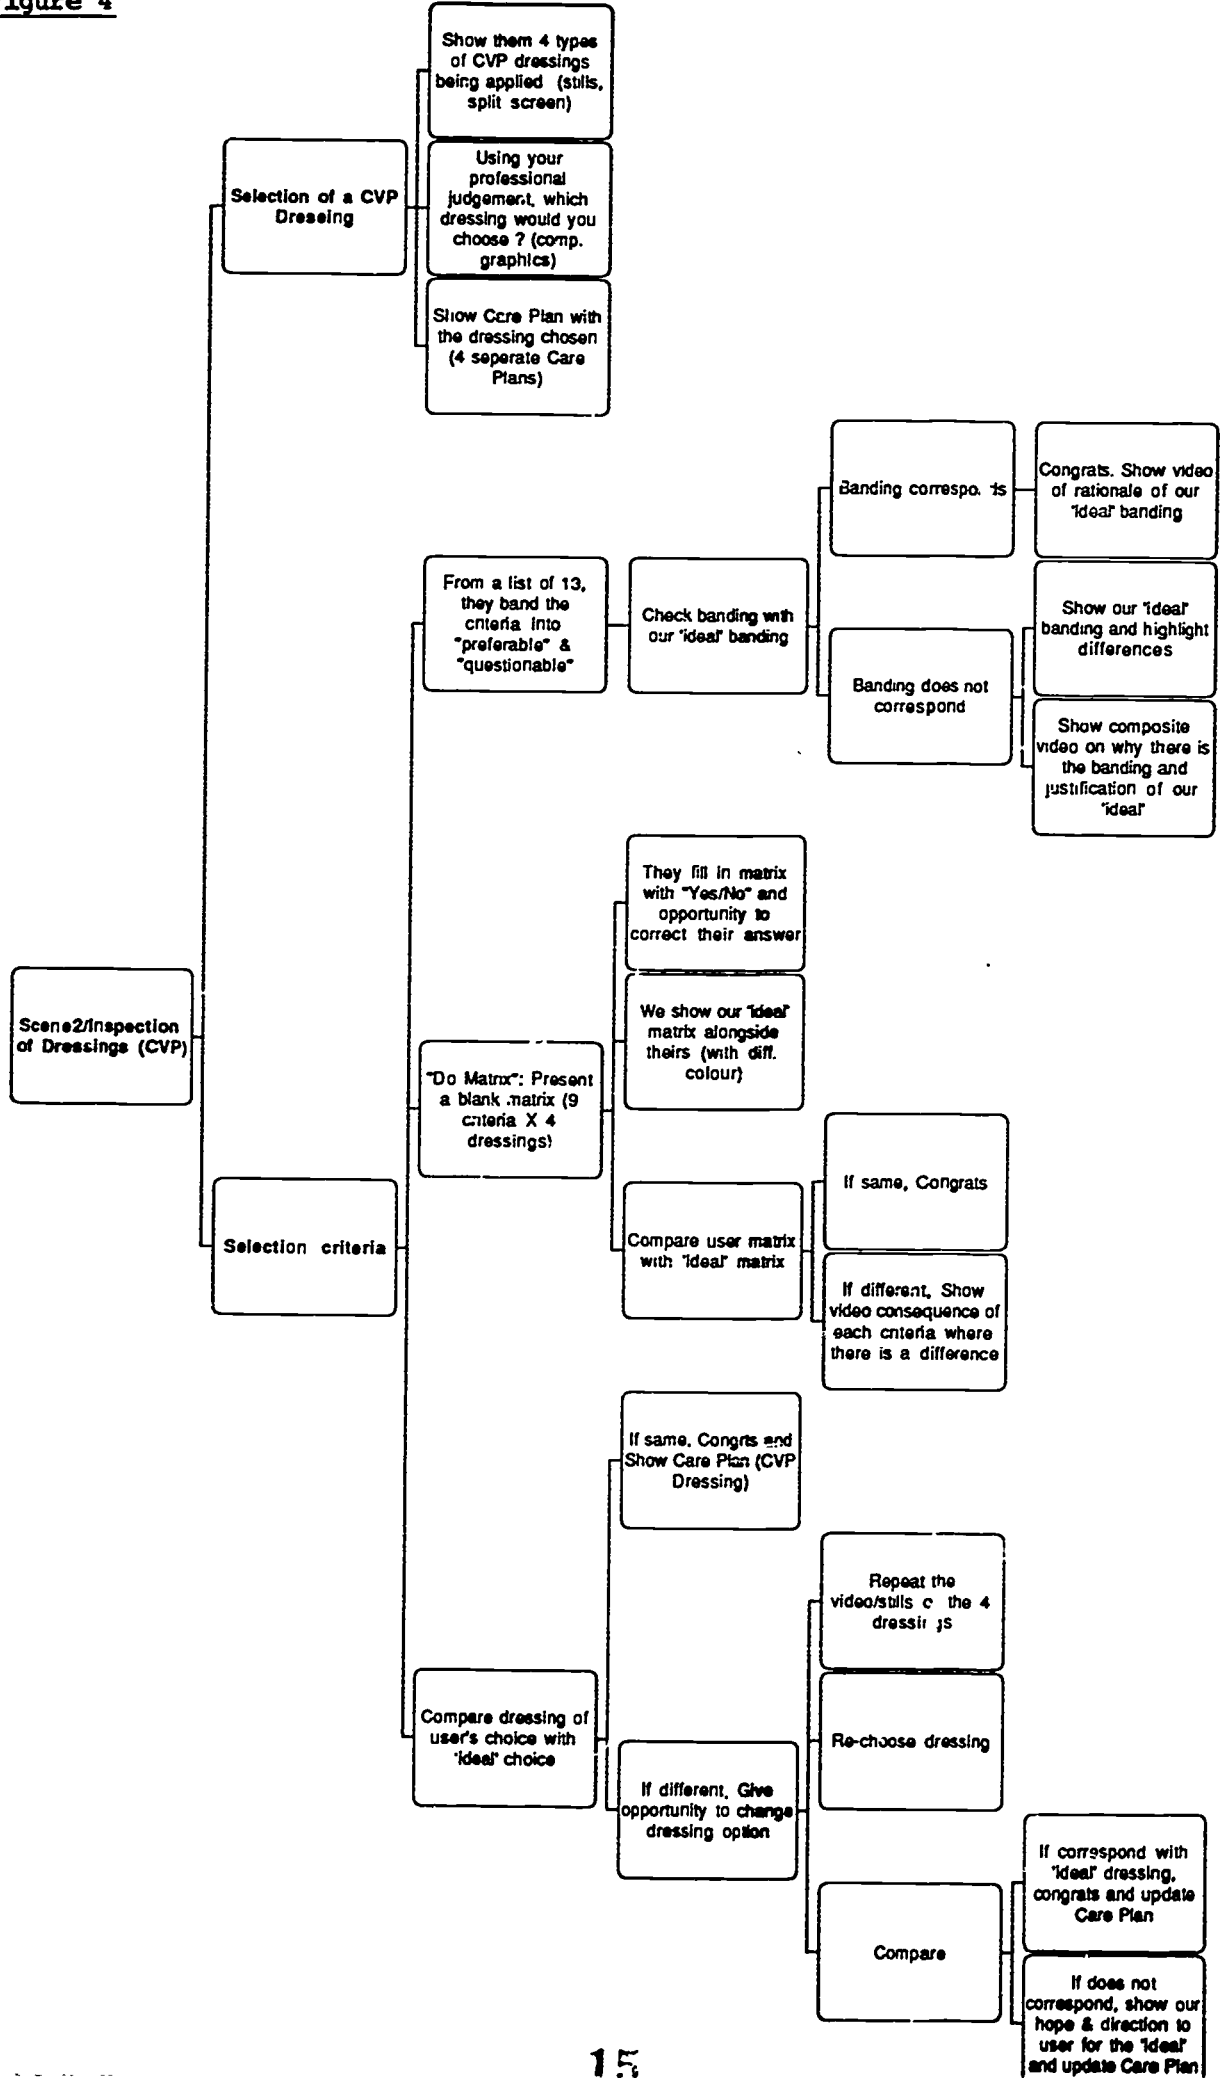 igure 4
Show them 4 types
of CVP dressings
being applied (stills,
split screen)
Using your
professional
judgement, which
dressing would you
choose ? (comp.
graphics)
Show Care Plan with
the dressing chosen
(4 seperate Care
Plans)
Selection of a CVP
Dressing
Banding correspo. ds
Congrats. Show video
of rationale of our
"ideal" banding
From a list of 13,
they band the
criteria into
"preferable" &
"questionable"
Check banding with
our "ideal" banding
Show our "ideal"
banding and highlight
differences
Banding does not
correspond
Show composite
video on why there is
the banding and
justification of our
"ideal"
They fill in matrix
with "Yes/No" and
opportunity to
correct their answer
We show our "ideal"
matrix alongside
theirs (with diff.
colour)
Scene2/Inspection
of Dressings (CVP)
"Do Matrix": Present
a blank matrix (9
criteria X 4
dressings)
If same, Congrats
Compare user matrix
with "ideal" matrix
Selection criteria
If different, Show
video consequence of
each criteria where
there is a difference
If same, Congrts and
Show Care Plan (CVP
Dressing)
Repeat the
video/stills the 4
dressings
Compare dressing of
user's choice with
"ideal" choice
Re-choose dressing
If different, Give
opportunity to change
dressing option
If correspond with
"ideal" dressing,
congrats and update
Care Plan
Compare
If does not
correspond, show our
hope & direction to
user for the "ideal"
and update Care Plan
15